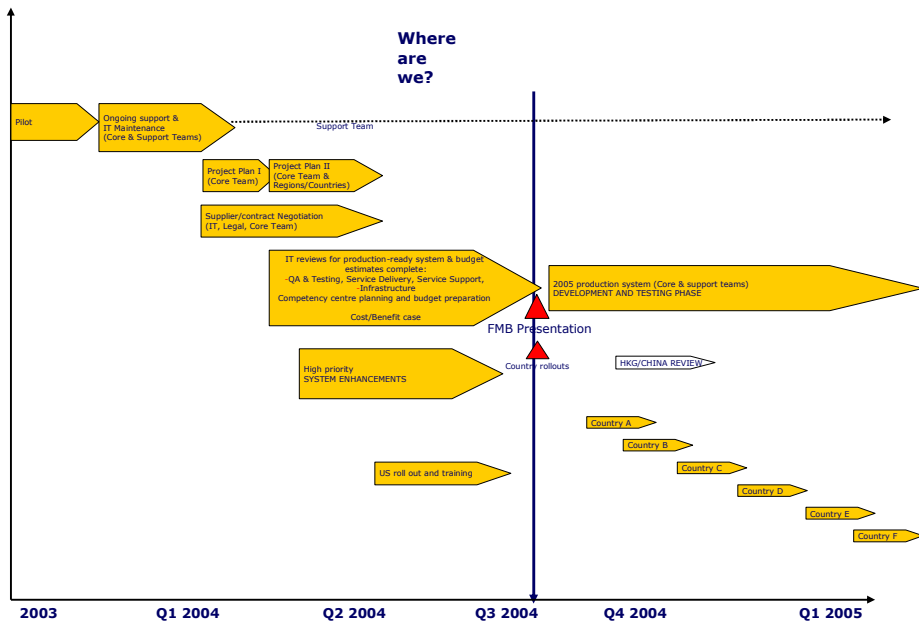 Where
are
we?
Pilot
Ongoing support &
IT Maintenance
(Core & Support Teams)
Support Team
Project Plan I
(Core Team)
Project Plan II
(Core Team &
Regions/Countries)
Supplier/contract Negotiation
(IT, Legal, Core Team)
IT reviews for production-ready system & budget
estimates complete:
-QA & Testing, Service Delivery, Service Support,
-Infrastructure
Competency centre planning and budget preparation
Cost/Benefit case
2005 production system (Core & support teams)
DEVELOPMENT AND TESTING PHASE
FMB Presentation
Country rollouts
High priority
SYSTEM ENHANCEMENTS
HKG/CHINA REVIEW
Country A
Country B
Country C
US roll out and training
Country D
Country E
Country F
2003
Q1 2004
Q2 2004
Q3 2004
Q4 2004
Q1 2005